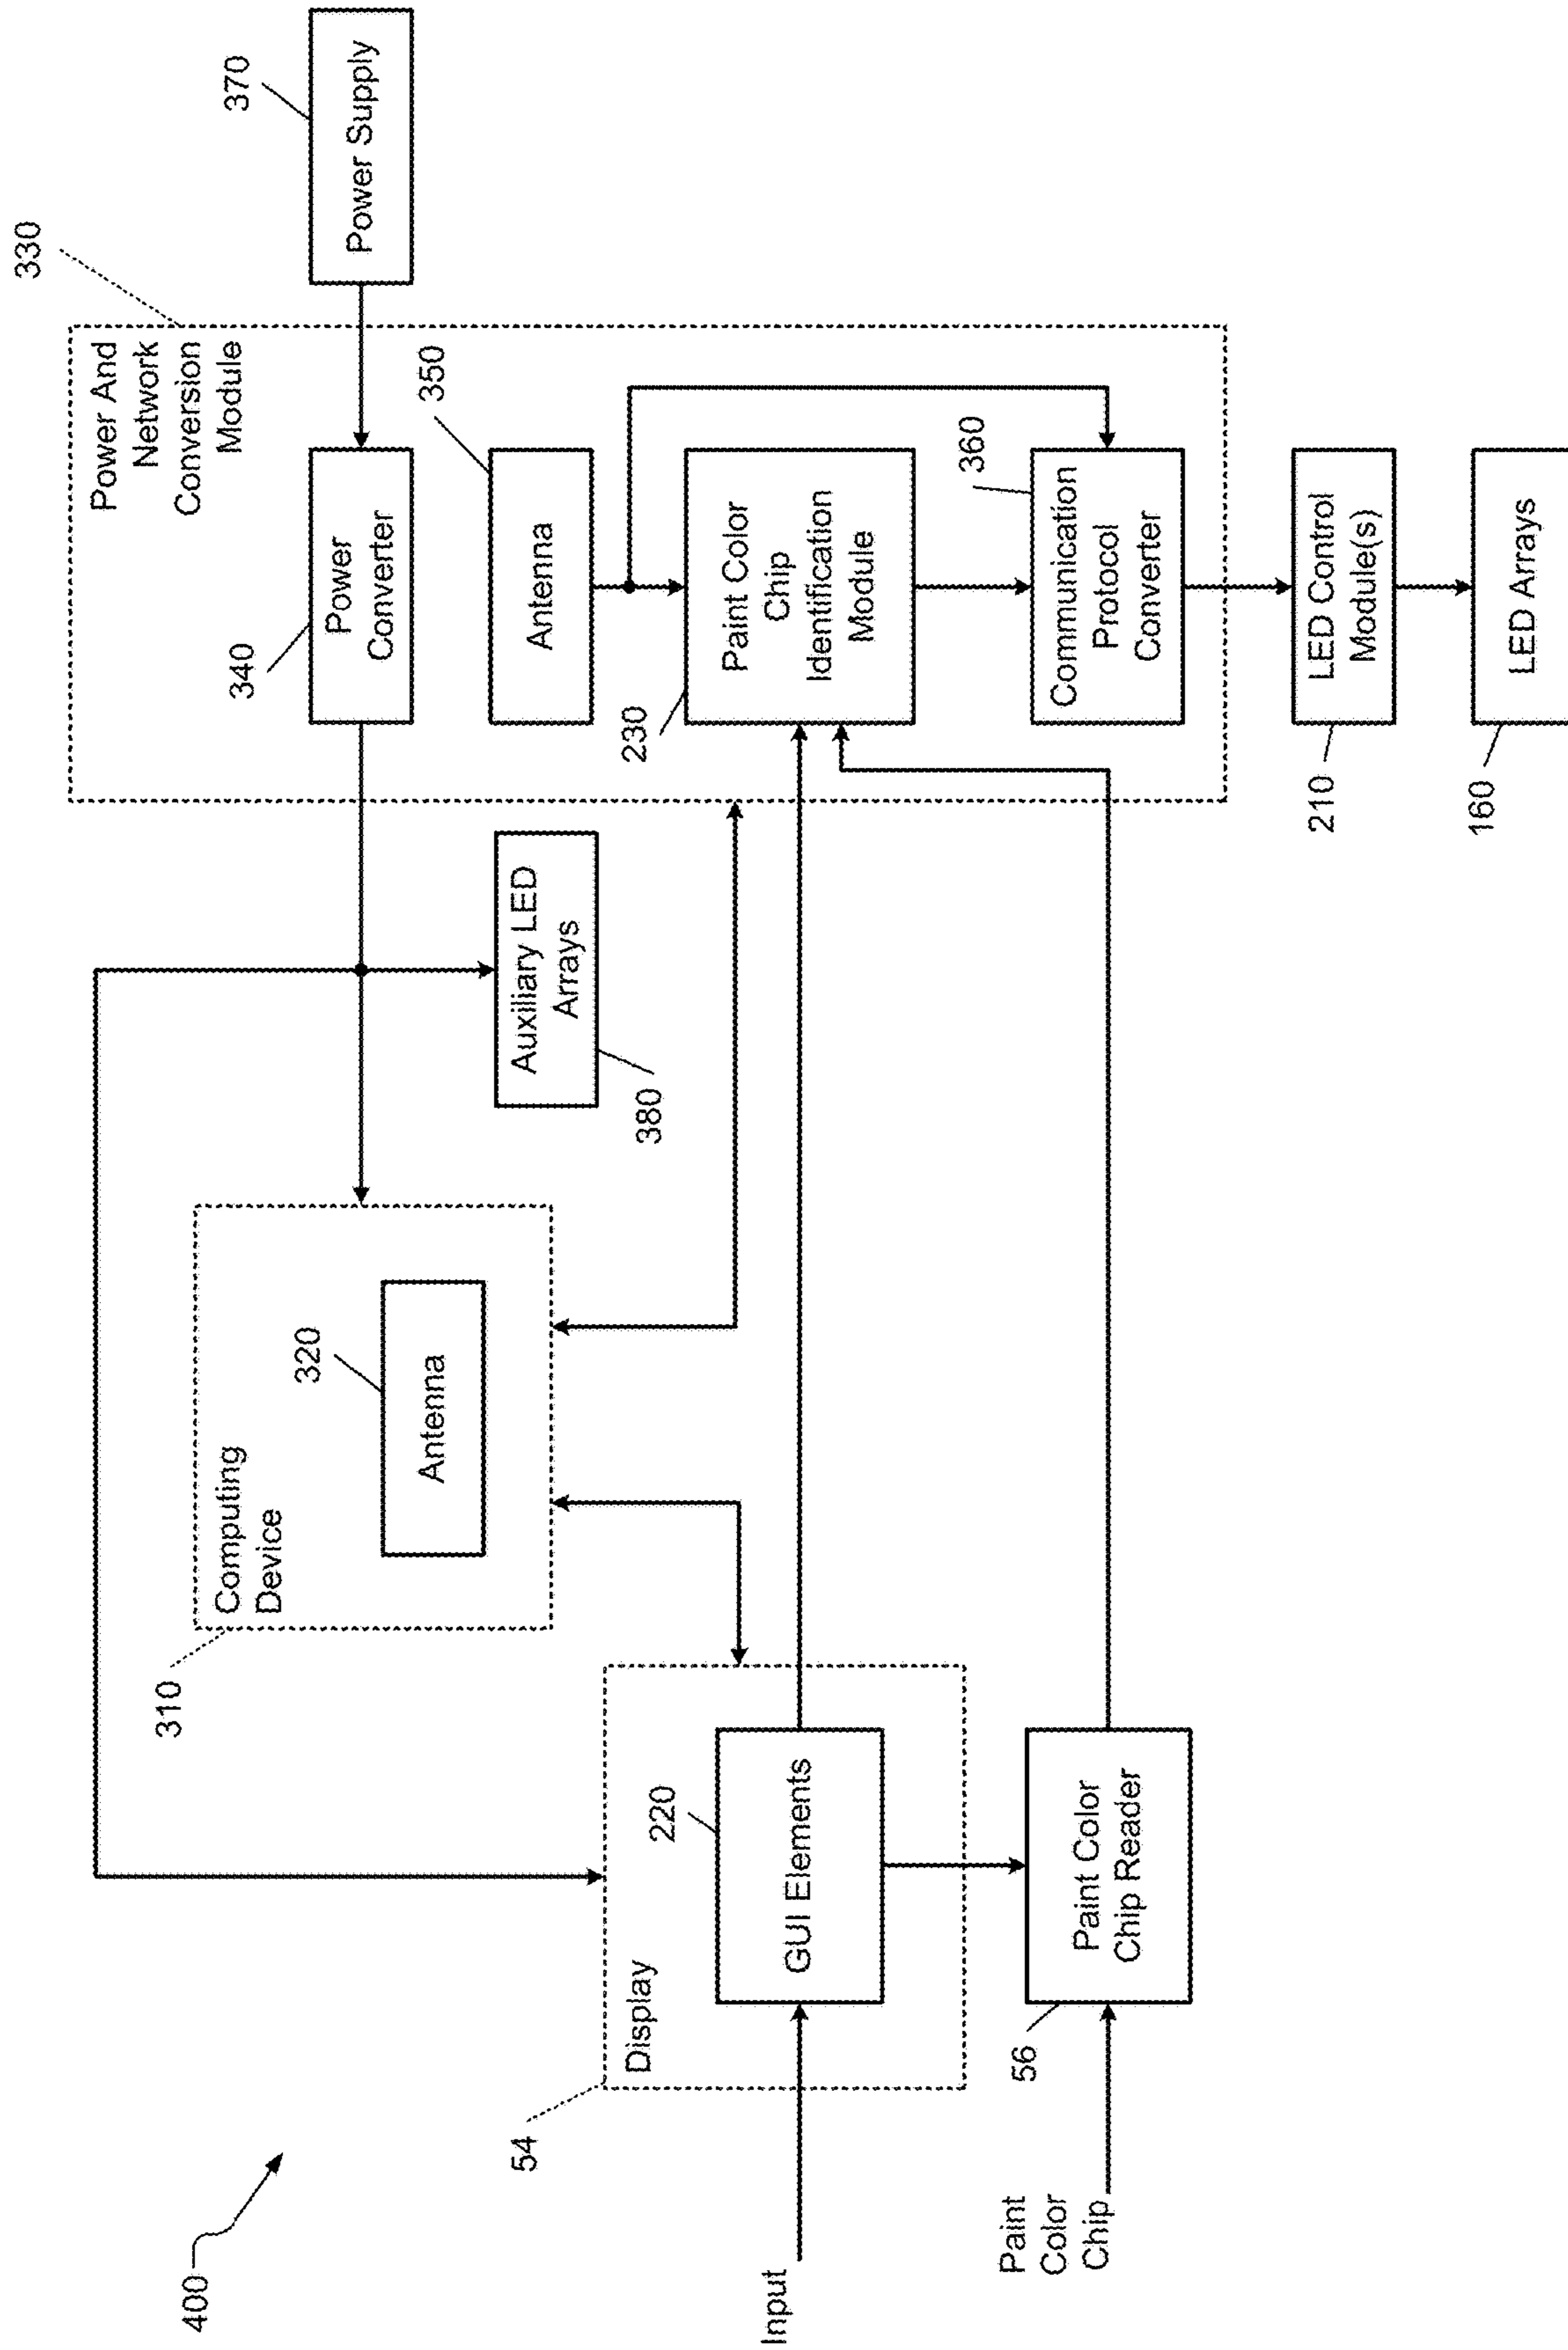 400
310
Computing
Device
320
Antenna
Power And
Network
Conversion
Module
330
340
Power
Converter
370
Power Supply
350
Antenna
380
Auxiliary LED
Arrays
54
Display
220
GUI Elements
Input
230
Paint Color
Chip
Identification
Module
360
Communication
Protocol
Converter
Paint
Color
Chip
56
Paint Color
Chip Reader
210
LED Control
Module(s)
160
LED Arrays